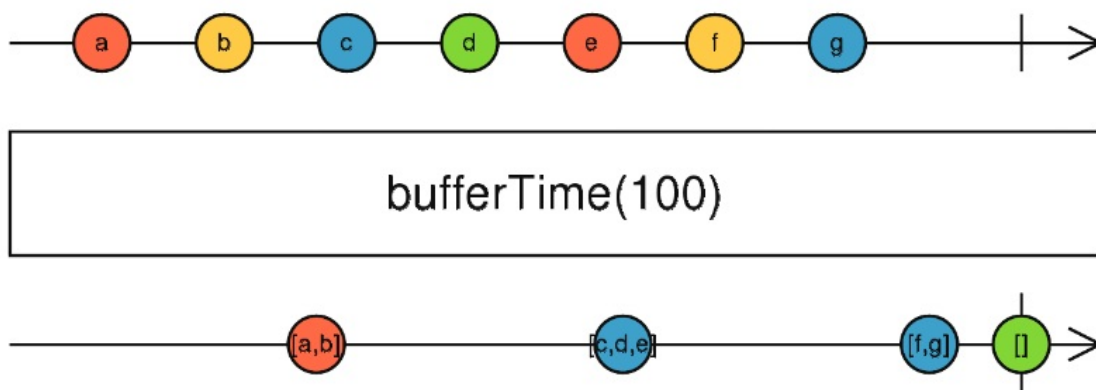 a b c d e f g
bufferTime(100)
[a,b] [c,d,e] [f,g] []